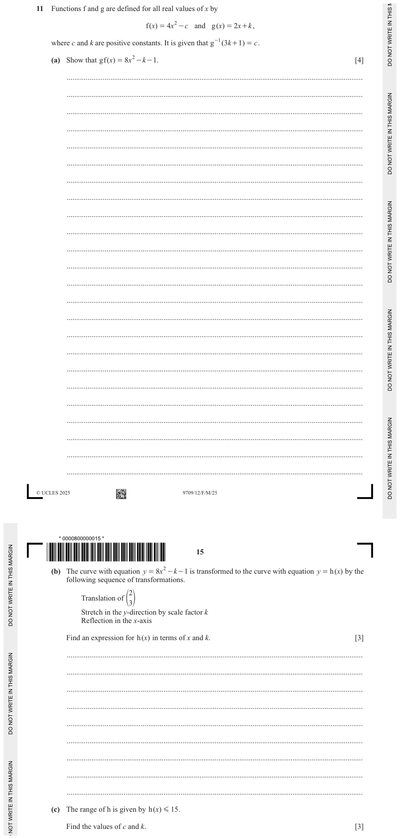 11 Functions f and g are defined for all real values of x by
f(x) = 4x² − c and g(x) = 2x + k,
where c and k are positive constants. It is given that g⁻¹(3k + 1) = c.
(a) Show that gf(x) = 8x² − k − 1. [4]
DO NOT WRITE IN THIS MARGIN
DO NOT WRITE IN THIS MARGIN
DO NOT WRITE IN THIS MARGIN
DO NOT WRITE IN THIS MARGIN
DO NOT WRITE IN THIS MARGIN
© UCLES 2025 9709/12/F/M/25
* 0000800000015 *
15
(b) The curve with equation y = 8x² − k − 1 is transformed to the curve with equation y = h(x) by the
following sequence of transformations.
Translation of (2 3)
Stretch in the y-direction by scale factor k
Reflection in the x-axis
Find an expression for h(x) in terms of x and k. [3]
(c) The range of h is given by h(x) ⩽ 15.
Find the values of c and k. [3]
DO NOT WRITE IN THIS MARGIN
DO NOT WRITE IN THIS MARGIN
NOT WRITE IN THIS MARGIN